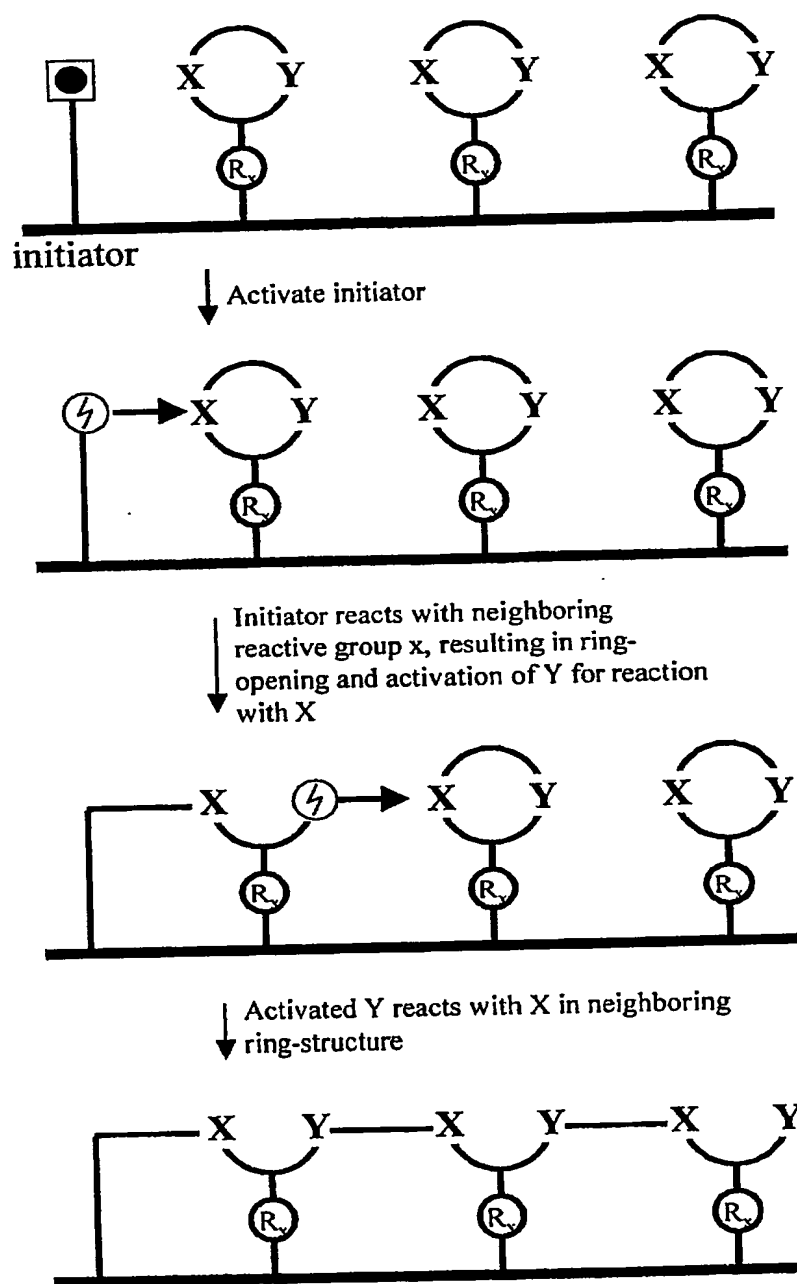 X Y X Y X Y
Rx Rx Rx
initiator
Activate initiator
X Y X Y X Y
Rx Rx Rx
Initiator reacts with neighboring
reactive group x, resulting in ring-
opening and activation of Y for reaction
with X
X X Y X Y
Rx Rx Rx
Activated Y reacts with X in neighboring
ring-structure
X Y X Y X Y
Rx Rx Rx